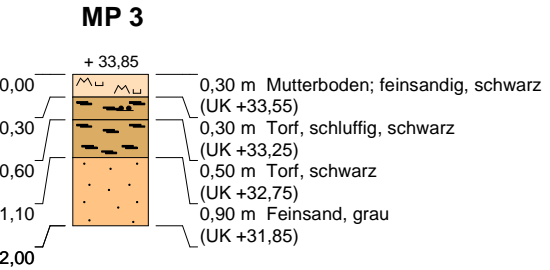 MP 3
+ 33,85
0,00
0,30 m Mutterboden; feinsandig, schwarz
(UK +33,55)
0,30
0,30 m Torf, schluffig, schwarz
(UK +33,25)
0,60
0,50 m Torf, schwarz
(UK +32,75)
1,10
0,90 m Feinsand, grau
(UK +31,85)
2,00